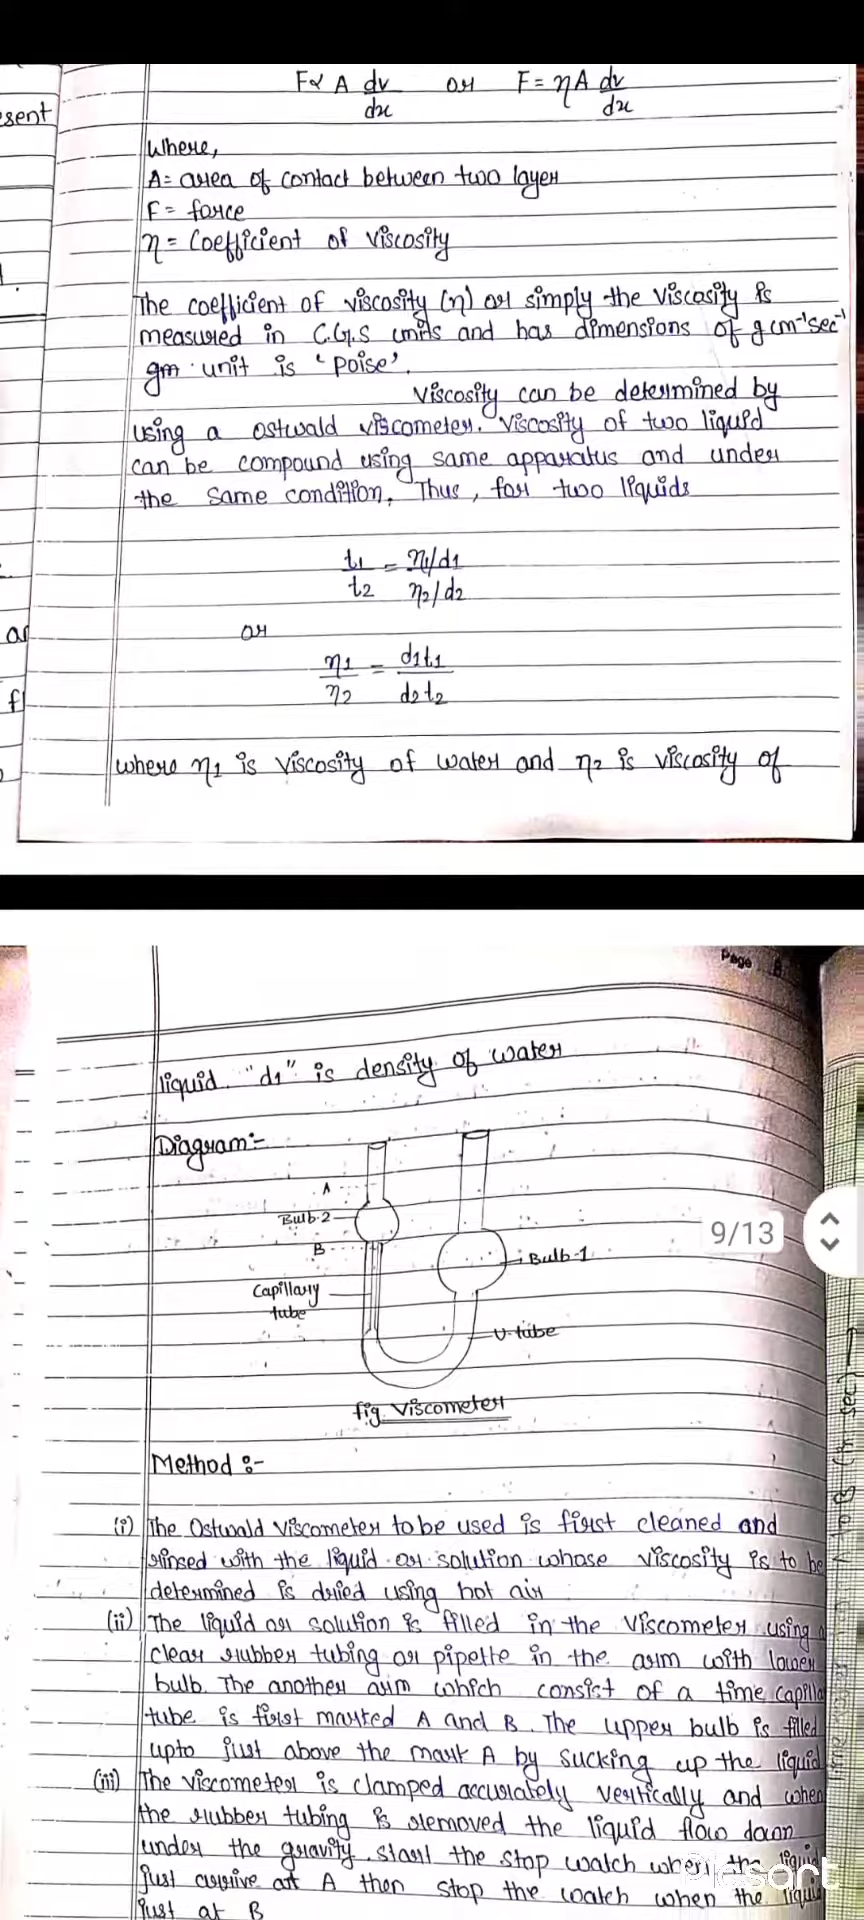 sent
F∝ A dv/dx or F= ηA dv/dx
Where,
A= area of contact between two layer
F= force
η= Coefficient of viscosity
The coefficient of viscosity (η) or simply the viscosity is
measured in C.G.S units and has dimensions of g cm⁻¹sec⁻¹
gm unit is 'poise'.
Viscosity can be determined by
using a ostwald viscometer. Viscosity of two liquid
can be compound using same apparatus and under
the same condition. Thus, for two liquids
t1/t2 = η1/d1 / η2/d2
or
η1/η2 = d1t1/d2t2
where η1 is viscosity of water and η2 is viscosity of
Page 8
liquid. "d1" is density of water
Diagram:-
A
Bulb-2
B
Bulb-1
9/13
Capillary
tube
U-tube
fig. Viscometer
Method :-
(i) The Ostwald viscometer to be used is first cleaned and
rinsed with the liquid or solution whose viscosity is to be
determined is dried using hot air
(ii) The liquid or solution is filled in the viscometer using a
clear rubber tubing or pipette in the arm with lower
bulb. The another arm which consist of a time capilla
tube is first marked A and B. The upper bulb is filled
upto just above the mark A by sucking up the liquid
(iii) The viscometer is clamped accurately vertically and when
the rubber tubing is removed the liquid flow down
under the gravity. start the stop watch when the liquid
just arrive at A then stop the watch when the liquid
just at B
Picsart